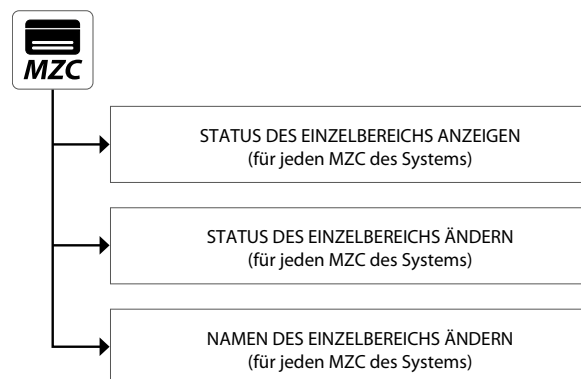 MZC
STATUS DES EINZELBEREICHS ANZEIGEN
(für jeden MZC des Systems)
STATUS DES EINZELBEREICHS ÄNDERN
(für jeden MZC des Systems)
NAMEN DES EINZELBEREICHS ÄNDERN
(für jeden MZC des Systems)